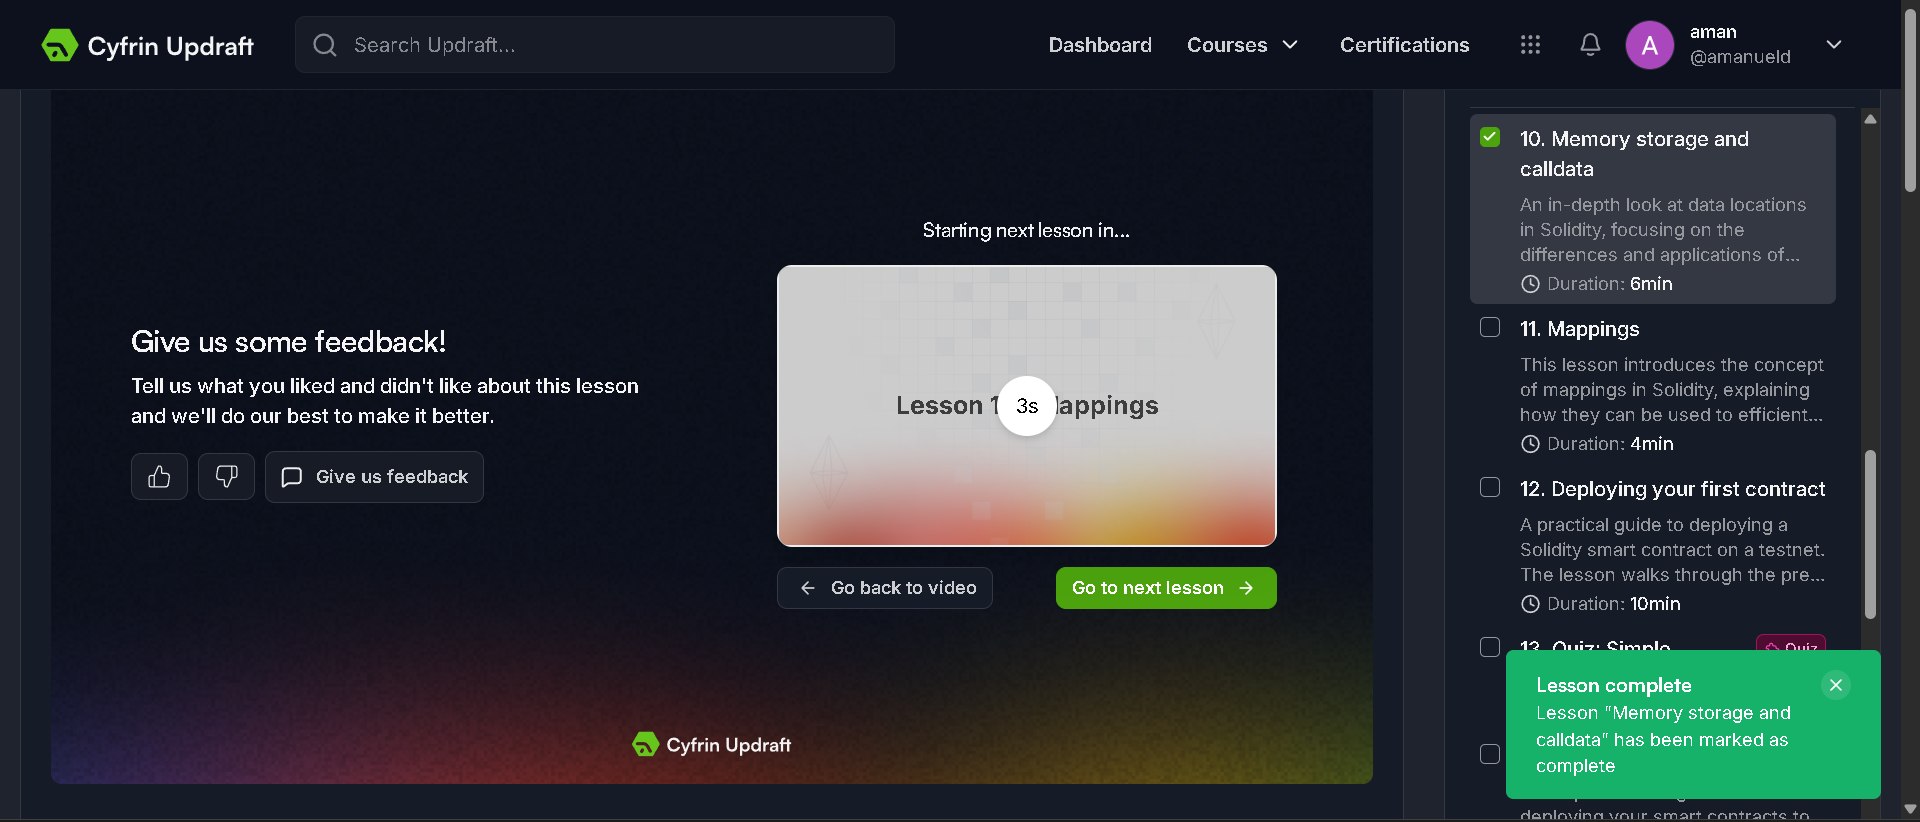 Cyfrin Updraft
Search Updraft...
Dashboard
Courses
Certifications
A
aman
@amanueld
Starting next lesson in...
Lesson 1
3s
appings
Give us some feedback!
Tell us what you liked and didn't like about this lesson
and we'll do our best to make it better.
Give us feedback
Go back to video
Go to next lesson
Cyfrin Updraft
10. Memory storage and
calldata
An in-depth look at data locations
in Solidity, focusing on the
differences and applications of...
Duration: 6min
11. Mappings
This lesson introduces the concept
of mappings in Solidity, explaining
how they can be used to efficient...
Duration: 4min
12. Deploying your first contract
A practical guide to deploying a
Solidity smart contract on a testnet.
The lesson walks through the pre...
Duration: 10min
13. Quiz: Simple
Quiz
Lesson complete
Lesson "Memory storage and
calldata" has been marked as
complete
deploying your smart contracts to